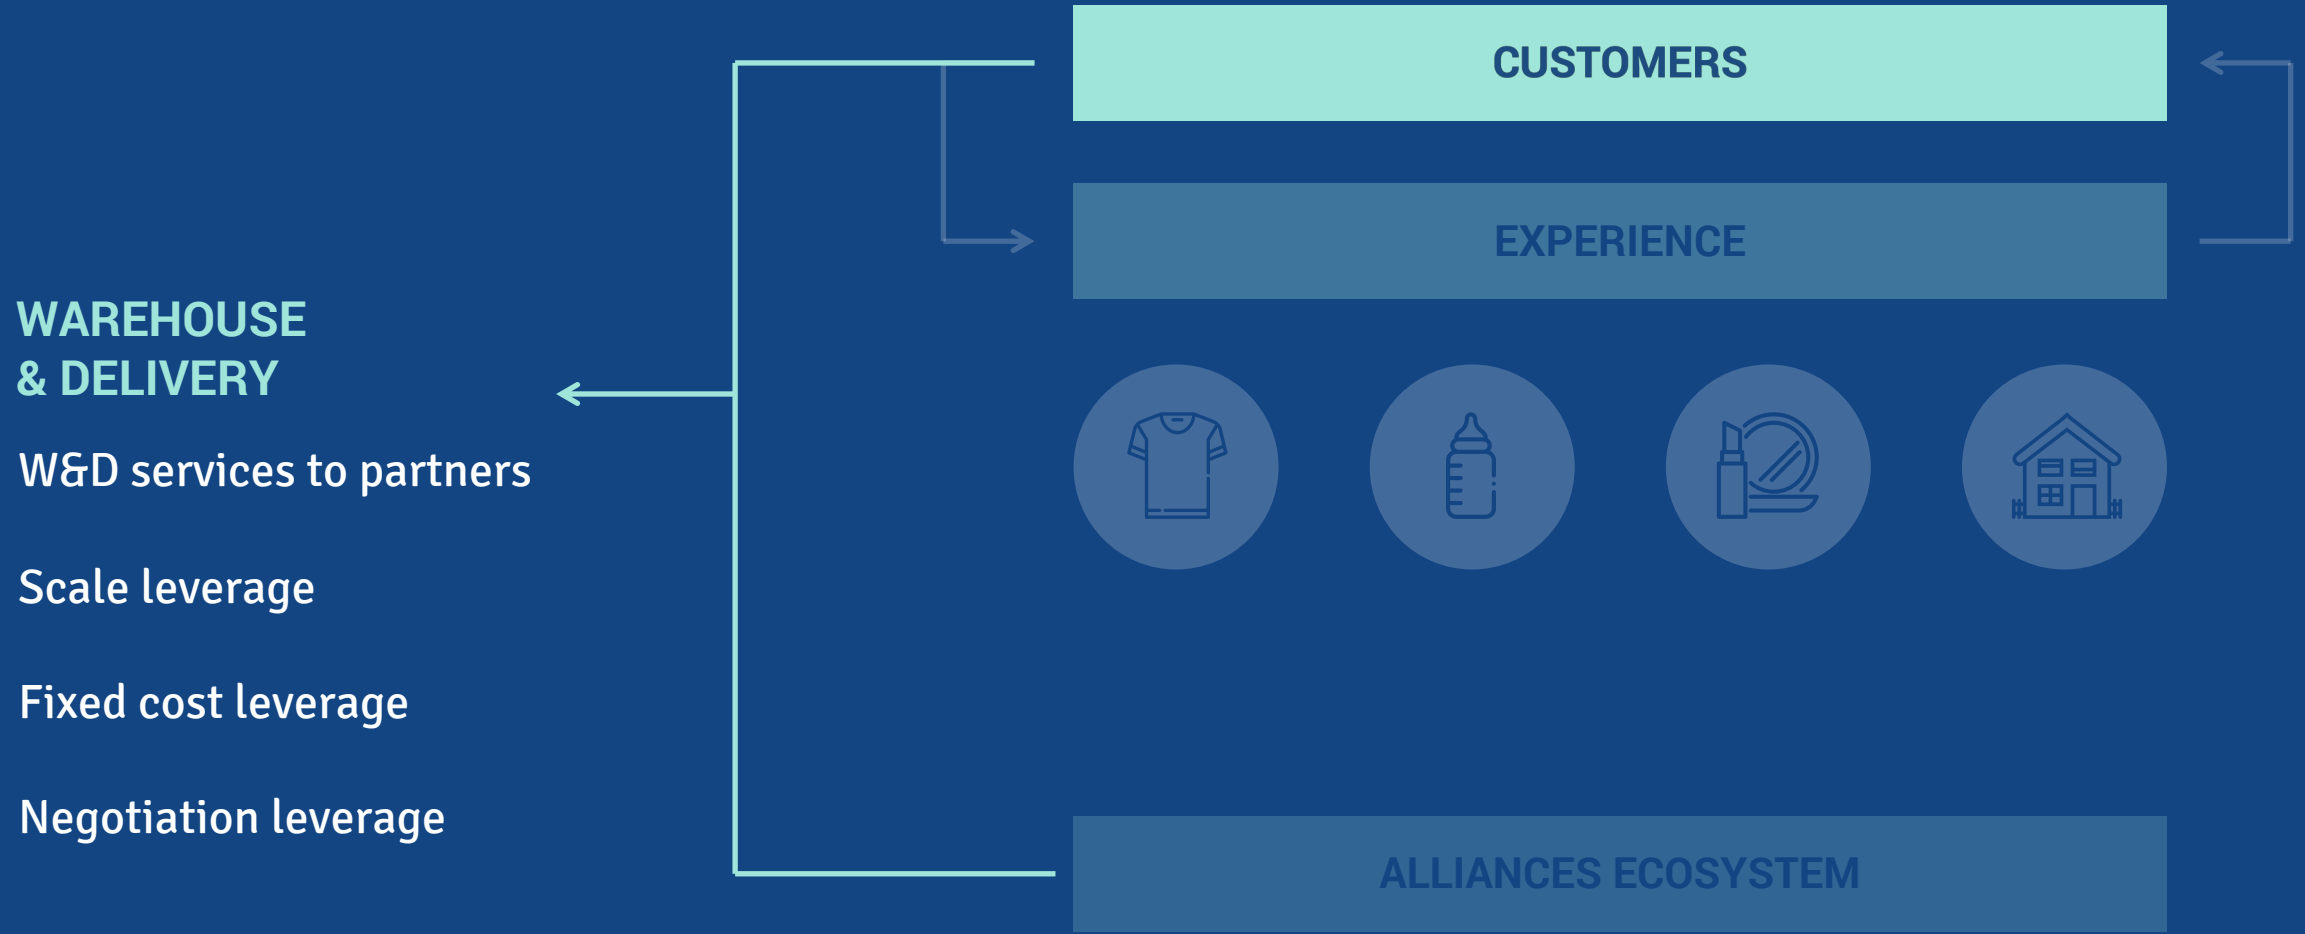 CUSTOMERS
EXPERIENCE
WAREHOUSE
& DELIVERY
W&D services to partners
Scale leverage
Fixed cost leverage
Negotiation leverage
ALLIANCES ECOSYSTEM